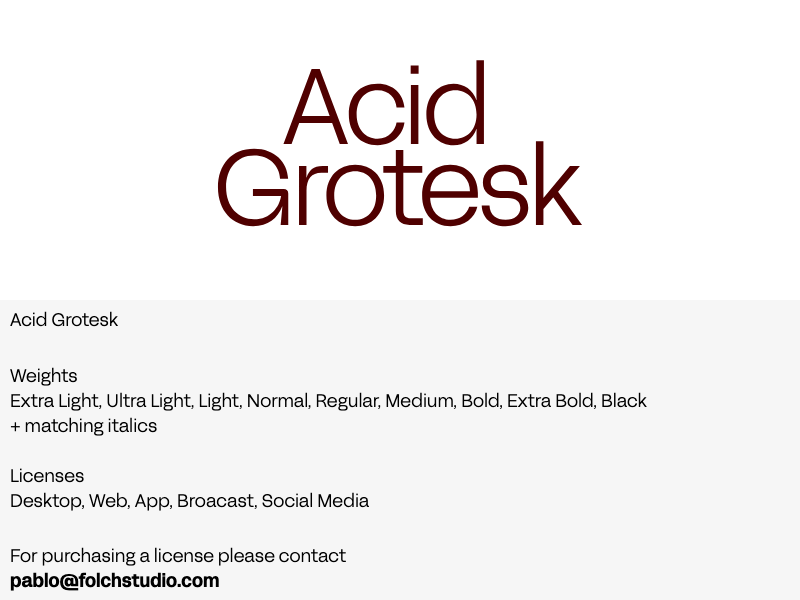 Acid
Grotesk
Acid Grotesk
Weights
Extra Light, Ultra Light, Light, Normal, Regular, Medium, Bold, Extra Bold, Black
+ matching italics
Licenses
Desktop, Web, App, Broacast, Social Media
For purchasing a license please contact
pablo@folchstudio.com